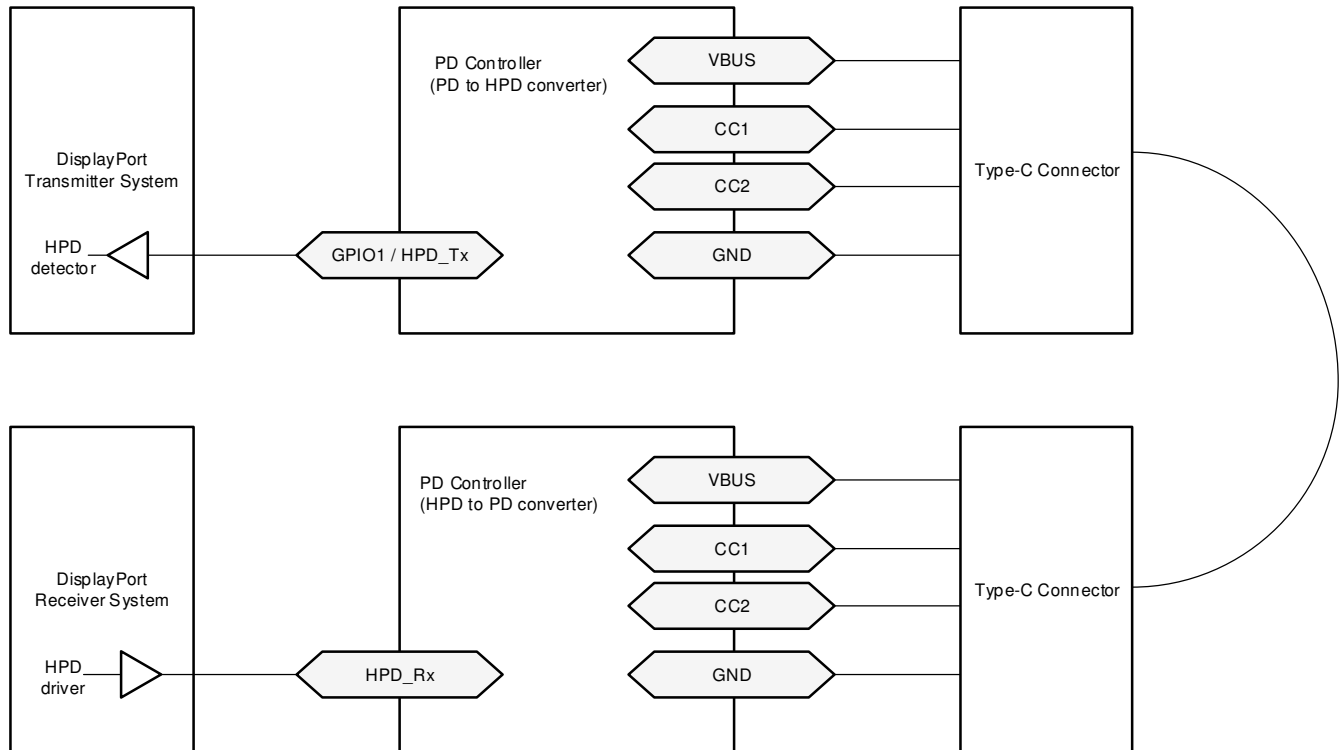 PD Controller
(PD to HPD converter)
VBUS
CC1
CC2
GND
DisplayPort
Transmitter System
HPD
detector
GPIO1 / HPD_Tx
Type-C Connector
PD Controller
(HPD to PD converter)
VBUS
CC1
CC2
GND
DisplayPort
Receiver System
HPD
driver
HPD_Rx
Type-C Connector